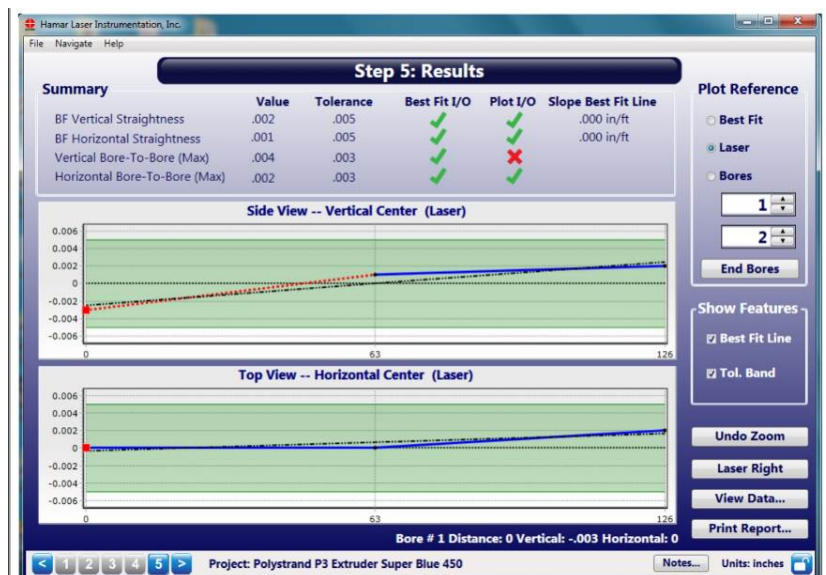 Hamar Laser Instrumentation, Inc.
File Navigate Help
Step 5: Results
Summary
Value Tolerance Best Fit I/O Plot I/O Slope Best Fit Line
BF Vertical Straightness .002 .005 .000 in/ft
BF Horizontal Straightness .001 .005 .000 in/ft
Vertical Bore-To-Bore (Max) .004 .003
Horizontal Bore-To-Bore (Max) .002 .003
Side View -- Vertical Center (Laser)
0.006
0.004
0.002
0
-0.002
-0.004
-0.006
0 63 126
Top View -- Horizontal Center (Laser)
0.006
0.004
0.002
0
-0.002
-0.004
-0.006
0 63 126
Bore # 1 Distance: 0 Vertical: -.003 Horizontal: 0
Plot Reference
Best Fit
Laser
Bores
1
2
End Bores
Show Features
Best Fit Line
Tol. Band
Undo Zoom
Laser Right
View Data...
Print Report...
< 1 2 3 4 5 > Project: Polystrand P3 Extruder Super Blue 450 Notes... Units: inches